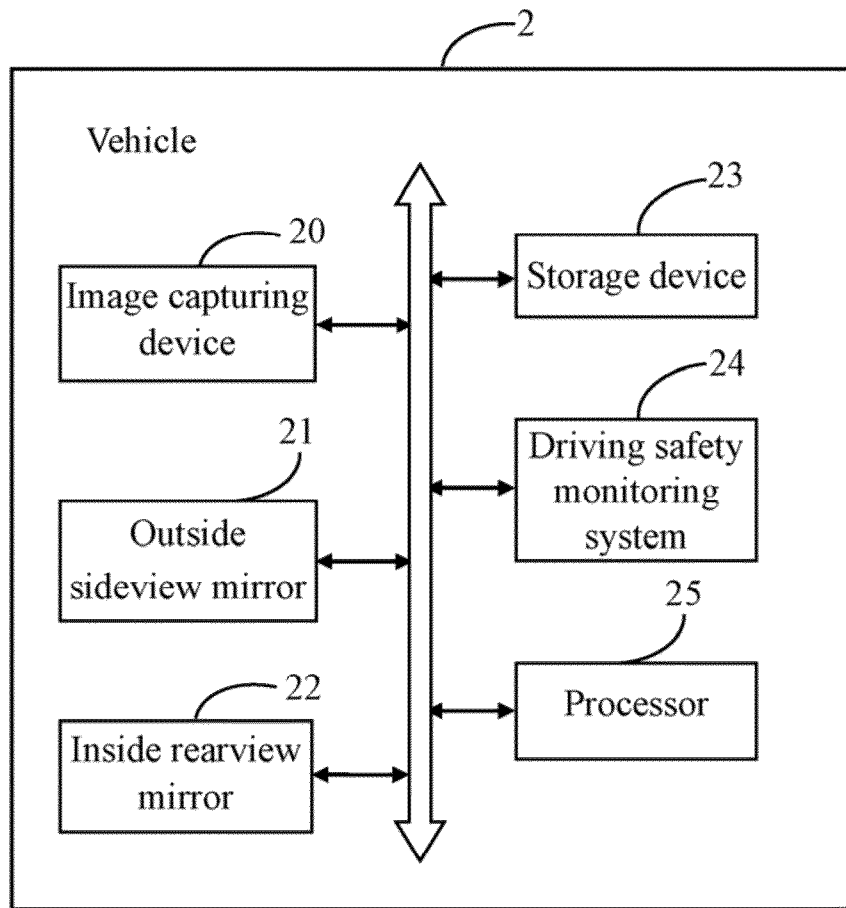 2
Vehicle
20
Image capturing
device
21
Outside
sideview mirror
22
Inside rearview
mirror
23
Storage device
24
Driving safety
monitoring
system
25
Processor